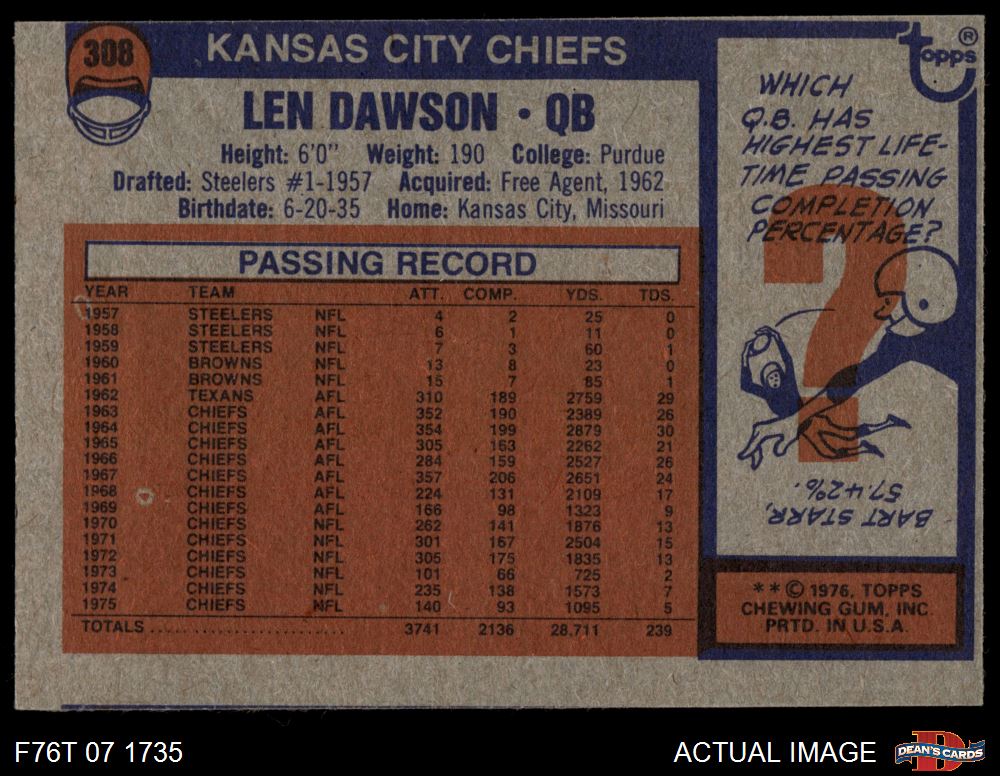 308
KANSAS CITY CHIEFS
LEN DAWSON • QB
Height: 6'0" Weight: 190 College: Purdue
Drafted: Steelers #1-1957 Acquired: Free Agent, 1962
Birthdate: 6-20-35 Home: Kansas City, Missouri
PASSING RECORD
YEAR TEAM ATT. COMP. YDS. TDS.
1957 STEELERS NFL 4 2 25 0
1958 STEELERS NFL 6 1 11 0
1959 STEELERS NFL 7 3 60 1
1960 BROWNS NFL 13 8 23 0
1961 BROWNS NFL 15 7 85 1
1962 TEXANS AFL 310 189 2759 29
1963 CHIEFS AFL 352 190 2389 26
1964 CHIEFS AFL 354 199 2879 30
1965 CHIEFS AFL 305 163 2262 21
1966 CHIEFS AFL 284 159 2527 26
1967 CHIEFS AFL 357 206 2651 24
1968 CHIEFS AFL 224 131 2109 17
1969 CHIEFS AFL 166 98 1323 9
1970 CHIEFS NFL 262 141 1876 13
1971 CHIEFS NFL 301 167 2504 15
1972 CHIEFS NFL 305 175 1835 13
1973 CHIEFS NFL 101 66 725 2
1974 CHIEFS NFL 235 138 1573 7
1975 CHIEFS NFL 140 93 1095 5
TOTALS ........................ 3741 2136 28,711 239
topps ®
WHICH
Q.B. HAS
HIGHEST LIFE-
TIME PASSING
COMPLETION
PERCENTAGE?
?
BART STARR,
57.42%.
**© 1976, TOPPS
CHEWING GUM, INC.
PRTD. IN U.S.A.
F76T 07 1735
ACTUAL IMAGE
D
DEAN'S CARDS